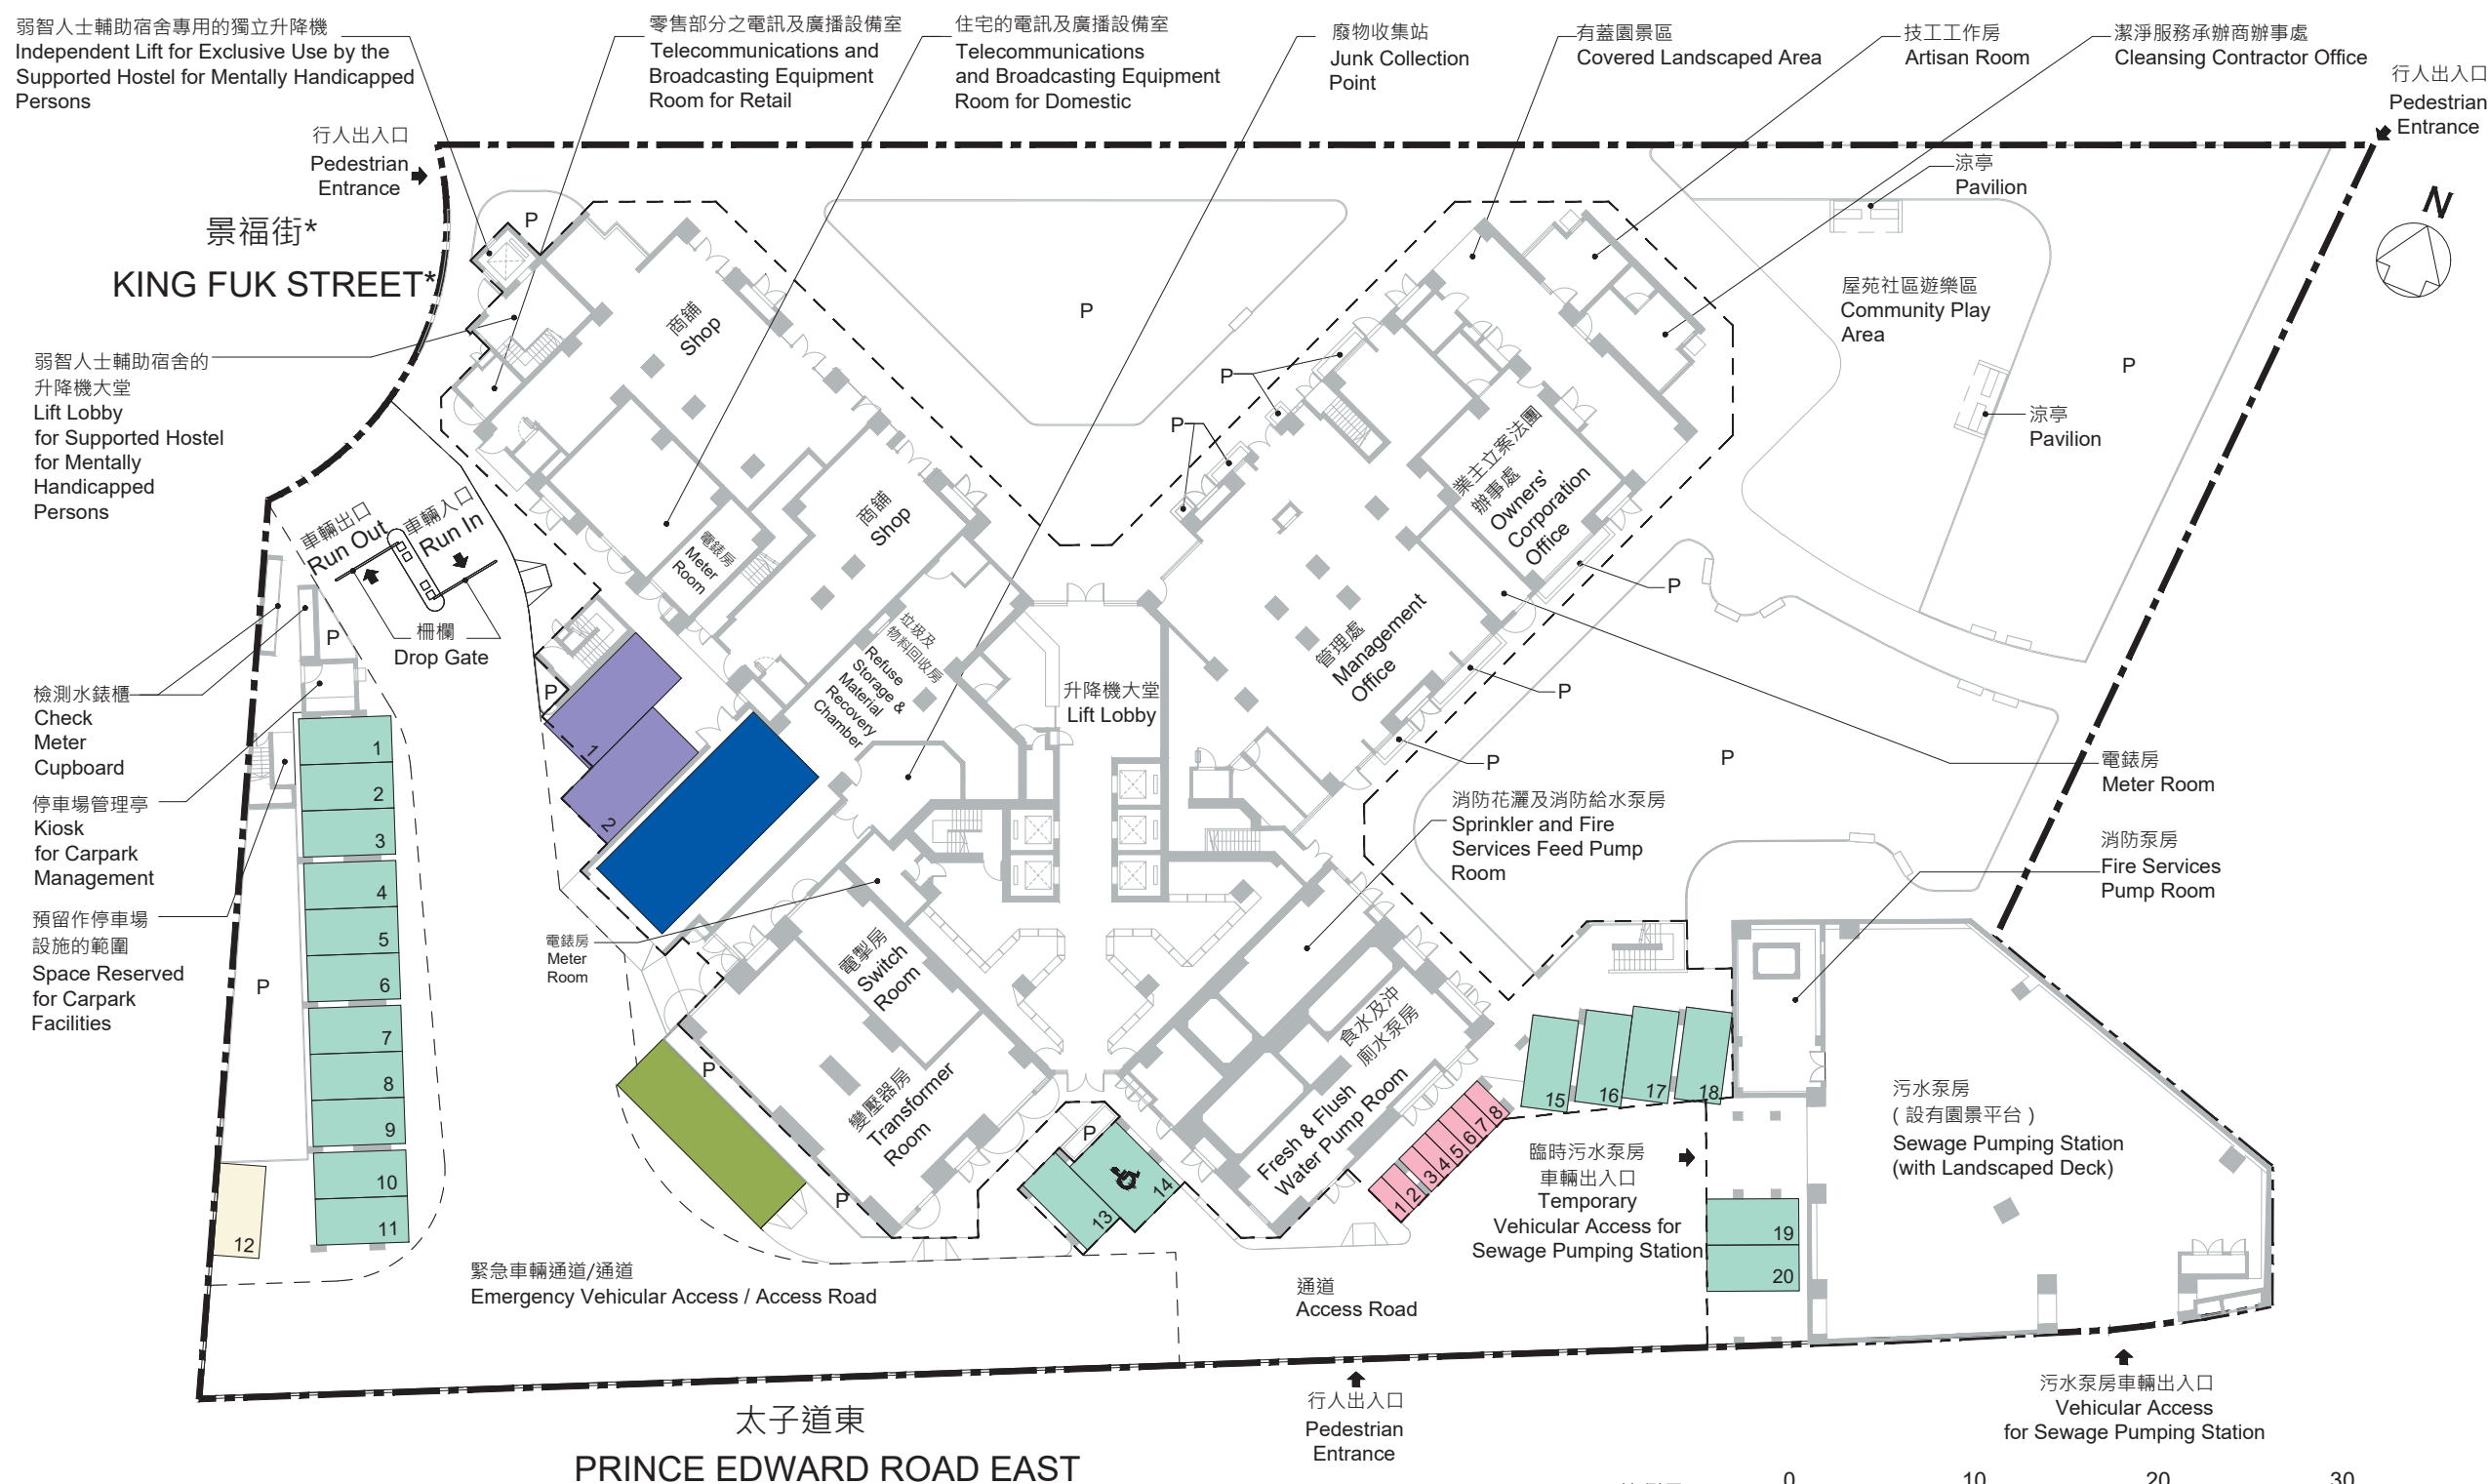 弱智人士輔助宿舍專用的獨立升降機
Independent Lift for Exclusive Use by the
Supported Hostel for Mentally Handicapped
Persons
零售部分之電訊及廣播設備室
Telecommunications and
Broadcasting Equipment
Room for Retail
住宅的電訊及廣播設備室
Telecommunications
and Broadcasting Equipment
Room for Domestic
廢物收集站
Junk Collection
Point
有蓋園景區
Covered Landscaped Area
技工工作房
Artisan Room
潔淨服務承辦商辦事處
Cleansing Contractor Office
行人出入口
Pedestrian
Entrance
行人出入口
Pedestrian
Entrance
涼亭
Pavilion
N
P
景福街*
KING FUK STREET*
P
商舖
Shop
屋苑社區遊樂區
Community Play
Area
P
弱智人士輔助宿舍的
升降機大堂
Lift Lobby
for Supported Hostel
for Mentally
Handicapped
Persons
P
P
涼亭
Pavilion
業主立案法團
辦事處
Owners'
Corporation
Office
商舖
Shop
車輛出口
Run Out
車輛入口
Run In
電錶房
Meter
Room
P
柵欄
Drop Gate
P
垃圾及
物料回收房
Refuse
Storage &
Material
Recovery
Chamber
管理處
Management
Office
P
升降機大堂
Lift Lobby
P
P
P
P
檢測水錶櫃
Check
Meter
Cupboard
停車場管理亭
Kiosk
for Carpark
Management
預留作停車場
設施的範圍
Space Reserved
for Carpark
Facilities
P
1
2
3
4
5
6
7
8
9
10
11
12
1
2
電錶房
Meter Room
消防花灑及消防給水泵房
Sprinkler and Fire
Services Feed Pump
Room
消防泵房
Fire Services
Pump Room
電錶房
Meter
Room
電掣房
Switch
Room
食水及沖
廁水泵房
Fresh & Flush
Water Pump Room
P
變壓器房
Transformer
Room
P
P
13
14
1
2
3
4
5
6
7
8
15
16
17
18
污水泵房
( 設有園景平台 )
Sewage Pumping Station
(with Landscaped Deck)
臨時污水泵房
車輛出入口
Temporary
Vehicular Access for
Sewage Pumping Station
19
20
緊急車輛通道/通道
Emergency Vehicular Access / Access Road
通道
Access Road
行人出入口
Pedestrian
Entrance
污水泵房車輛出入口
Vehicular Access
for Sewage Pumping Station
太子道東
PRINCE EDWARD ROAD EAST
0 10 20 30